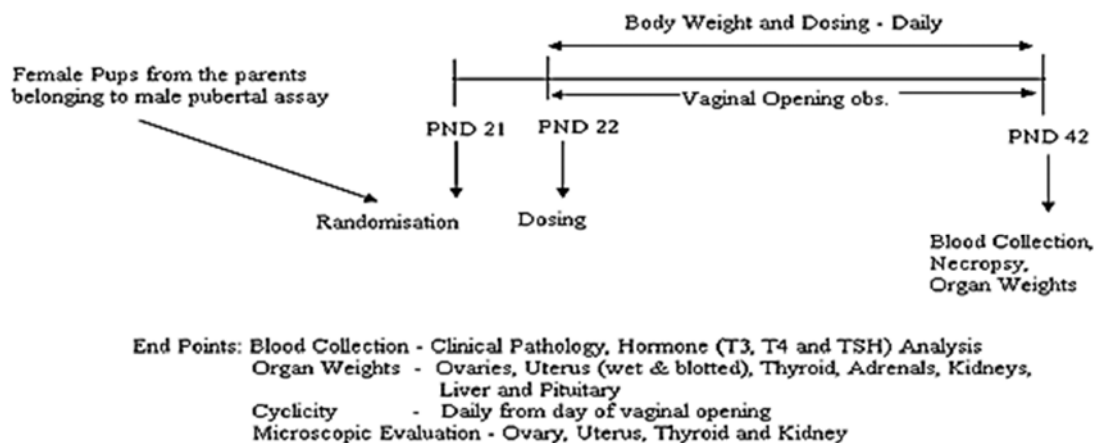 Body Weight and Dosing - Daily
Female Pups from the parents
belonging to male pubertal assay
Vaginal Opening obs.
PND 21
PND 22
PND 42
Randomisation
Dosing
Blood Collection,
Necropsy,
Organ Weights
End Points: Blood Collection - Clinical Pathology, Hormone (T3, T4 and TSH) Analysis
Organ Weights - Ovaries, Uterus (wet & blotted), Thyroid, Adrenals, Kidneys,
Liver and Pituitary
Cyclicity - Daily from day of vaginal opening
Microscopic Evaluation - Ovary, Uterus, Thyroid and Kidney